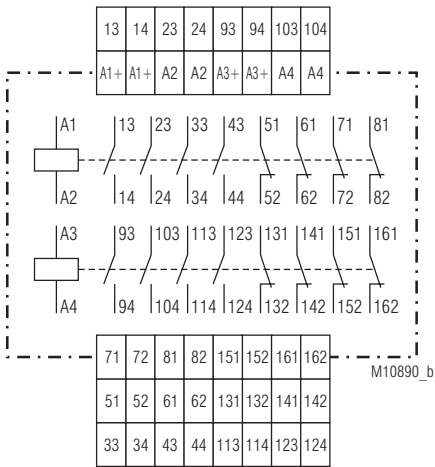 13 14 23 24 93 94 103 104
A1+ A1+ A2 A2 A3+ A3+ A4 A4
A1 13 23 33 43 51 61 71 81
A2 14 24 34 44 52 62 72 82
A3 93 103 113 123 131 141 151 161
A4 94 104 114 124 132 142 152 162
71 72 81 82 151 152 161 162
M10890_b
51 52 61 62 131 132 141 142
33 34 43 44 113 114 123 124